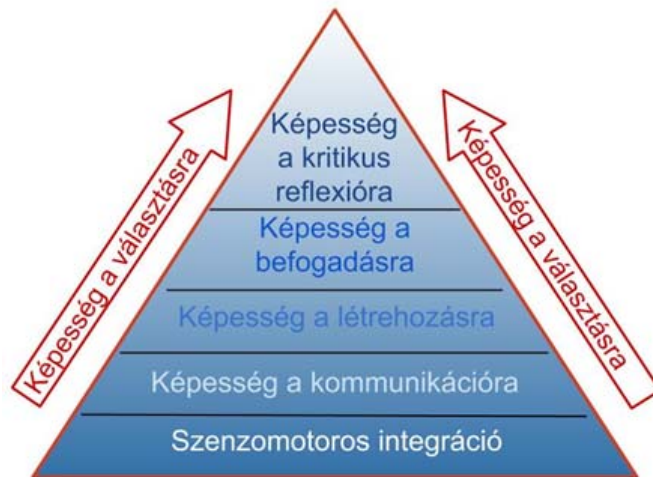 Képesség
a kritikus
reflexióra
Képesség a
befogadásra
Képesség a létrehozásra
Képesség a kommunikációra
Szenzomotoros integráció
Képesség a választásra
Képesség a választásra